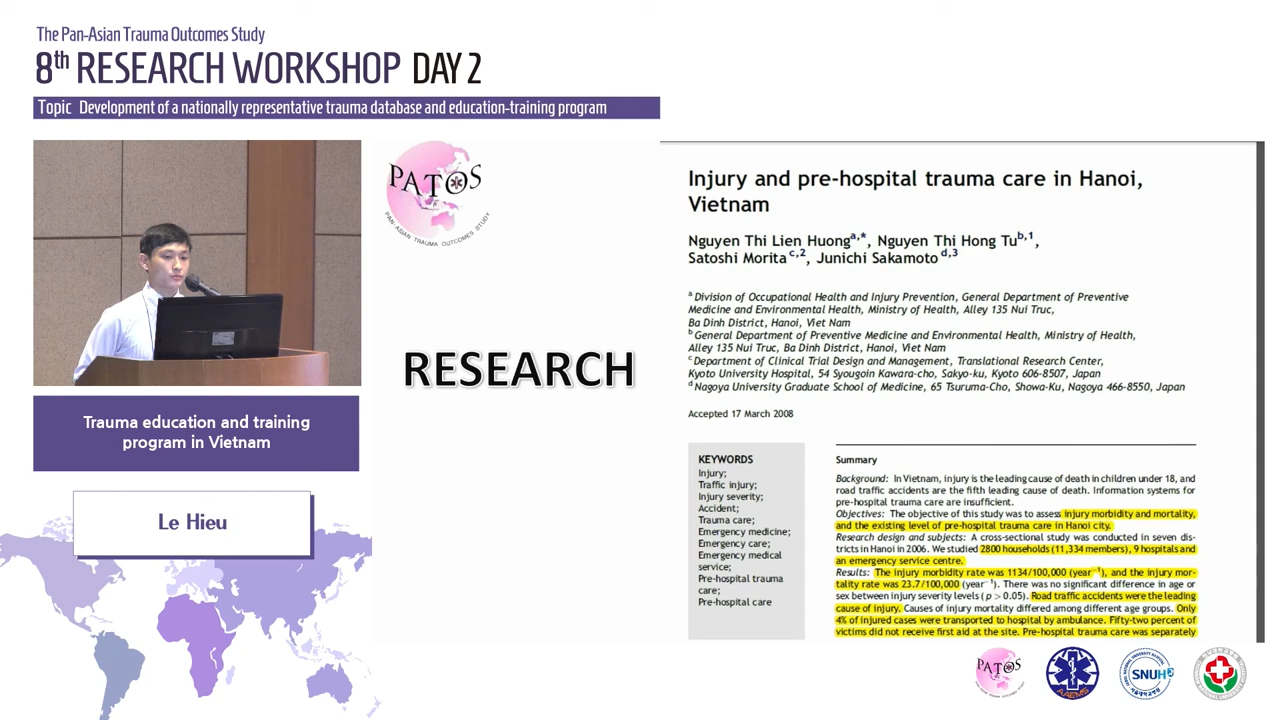 The Pan-Asian Trauma Outcomes Study
8th RESEARCH WORKSHOP DAY 2
Topic Development of a nationally representative trauma database and education-training program
PATOS
PAN-ASIAN TRAUMA OUTCOMES STUDY
RESEARCH
Trauma education and training
program in Vietnam
Le Hieu
Injury and pre-hospital trauma care in Hanoi,
Vietnam
Nguyen Thi Lien Huong a,*, Nguyen Thi Hong Tu b,1,
Satoshi Morita c,2, Junichi Sakamoto d,3
a Division of Occupational Health and Injury Prevention, General Department of Preventive
Medicine and Environmental Health, Ministry of Health, Alley 135 Nui Truc,
Ba Dinh District, Hanoi, Viet Nam
b General Department of Preventive Medicine and Environmental Health, Ministry of Health,
Alley 135 Nui Truc, Ba Dinh District, Hanoi, Viet Nam
c Department of Clinical Trial Design and Management, Translational Research Center,
Kyoto University Hospital, 54 Syougoin Kawara-cho, Sakyo-ku, Kyoto 606-8507, Japan
d Nagoya University Graduate School of Medicine, 65 Tsuruma-Cho, Showa-Ku, Nagoya 466-8550, Japan
Accepted 17 March 2008
KEYWORDS
Injury;
Traffic injury;
Injury severity;
Accident;
Trauma care;
Emergency medicine;
Emergency care;
Emergency medical
service;
Pre-hospital trauma
care;
Pre-hospital care
Summary
Background: In Vietnam, injury is the leading cause of death in children under 18, and
road traffic accidents are the fifth leading cause of death. Information systems for
pre-hospital trauma care are insufficient.
Objectives: The objective of this study was to assess injury morbidity and mortality,
and the existing level of pre-hospital trauma care in Hanoi city.
Research design and subjects: A cross-sectional study was conducted in seven dis-
tricts in Hanoi in 2006. We studied 2800 households (11,334 members), 9 hospitals and
an emergency service centre.
Results: The injury morbidity rate was 1134/100,000 (year⁻¹), and the injury mor-
tality rate was 23.7/100,000 (year⁻¹). There was no significant difference in age or
sex between injury severity levels (p > 0.05). Road traffic accidents were the leading
cause of injury. Causes of injury mortality differed among different age groups. Only
4% of injured cases were transported to hospital by ambulance. Fifty-two percent of
victims did not receive first aid at the site. Pre-hospital trauma care was separately
PATOS
AAEMS
SNUH